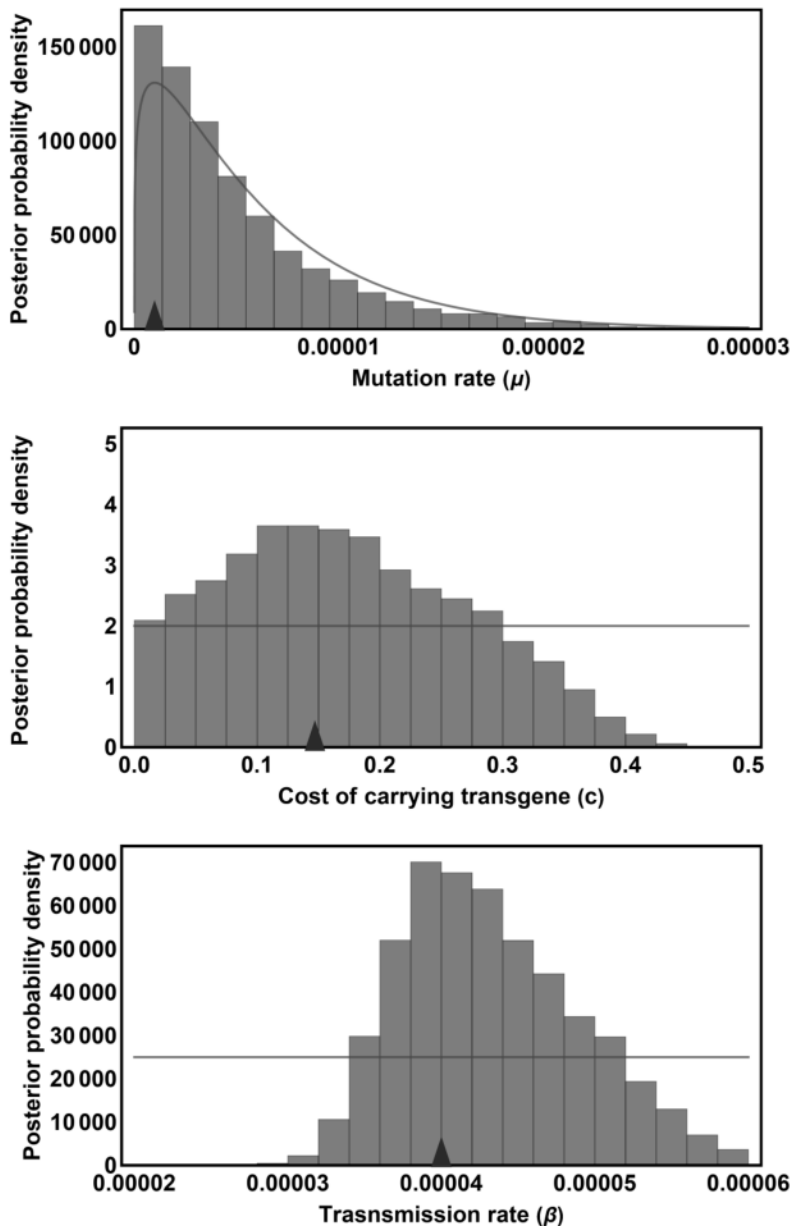 Posterior probability density
150 000
100 000
50 000
0
0 0.00001 0.00002 0.00003
Mutation rate (μ)
Posterior probability density
5
4
3
2
1
0
0.0 0.1 0.2 0.3 0.4 0.5
Cost of carrying transgene (c)
Posterior probability density
70 000
60 000
50 000
40 000
30 000
20 000
10 000
0
0.00002 0.00003 0.00004 0.00005 0.00006
Trasnsmission rate (β)